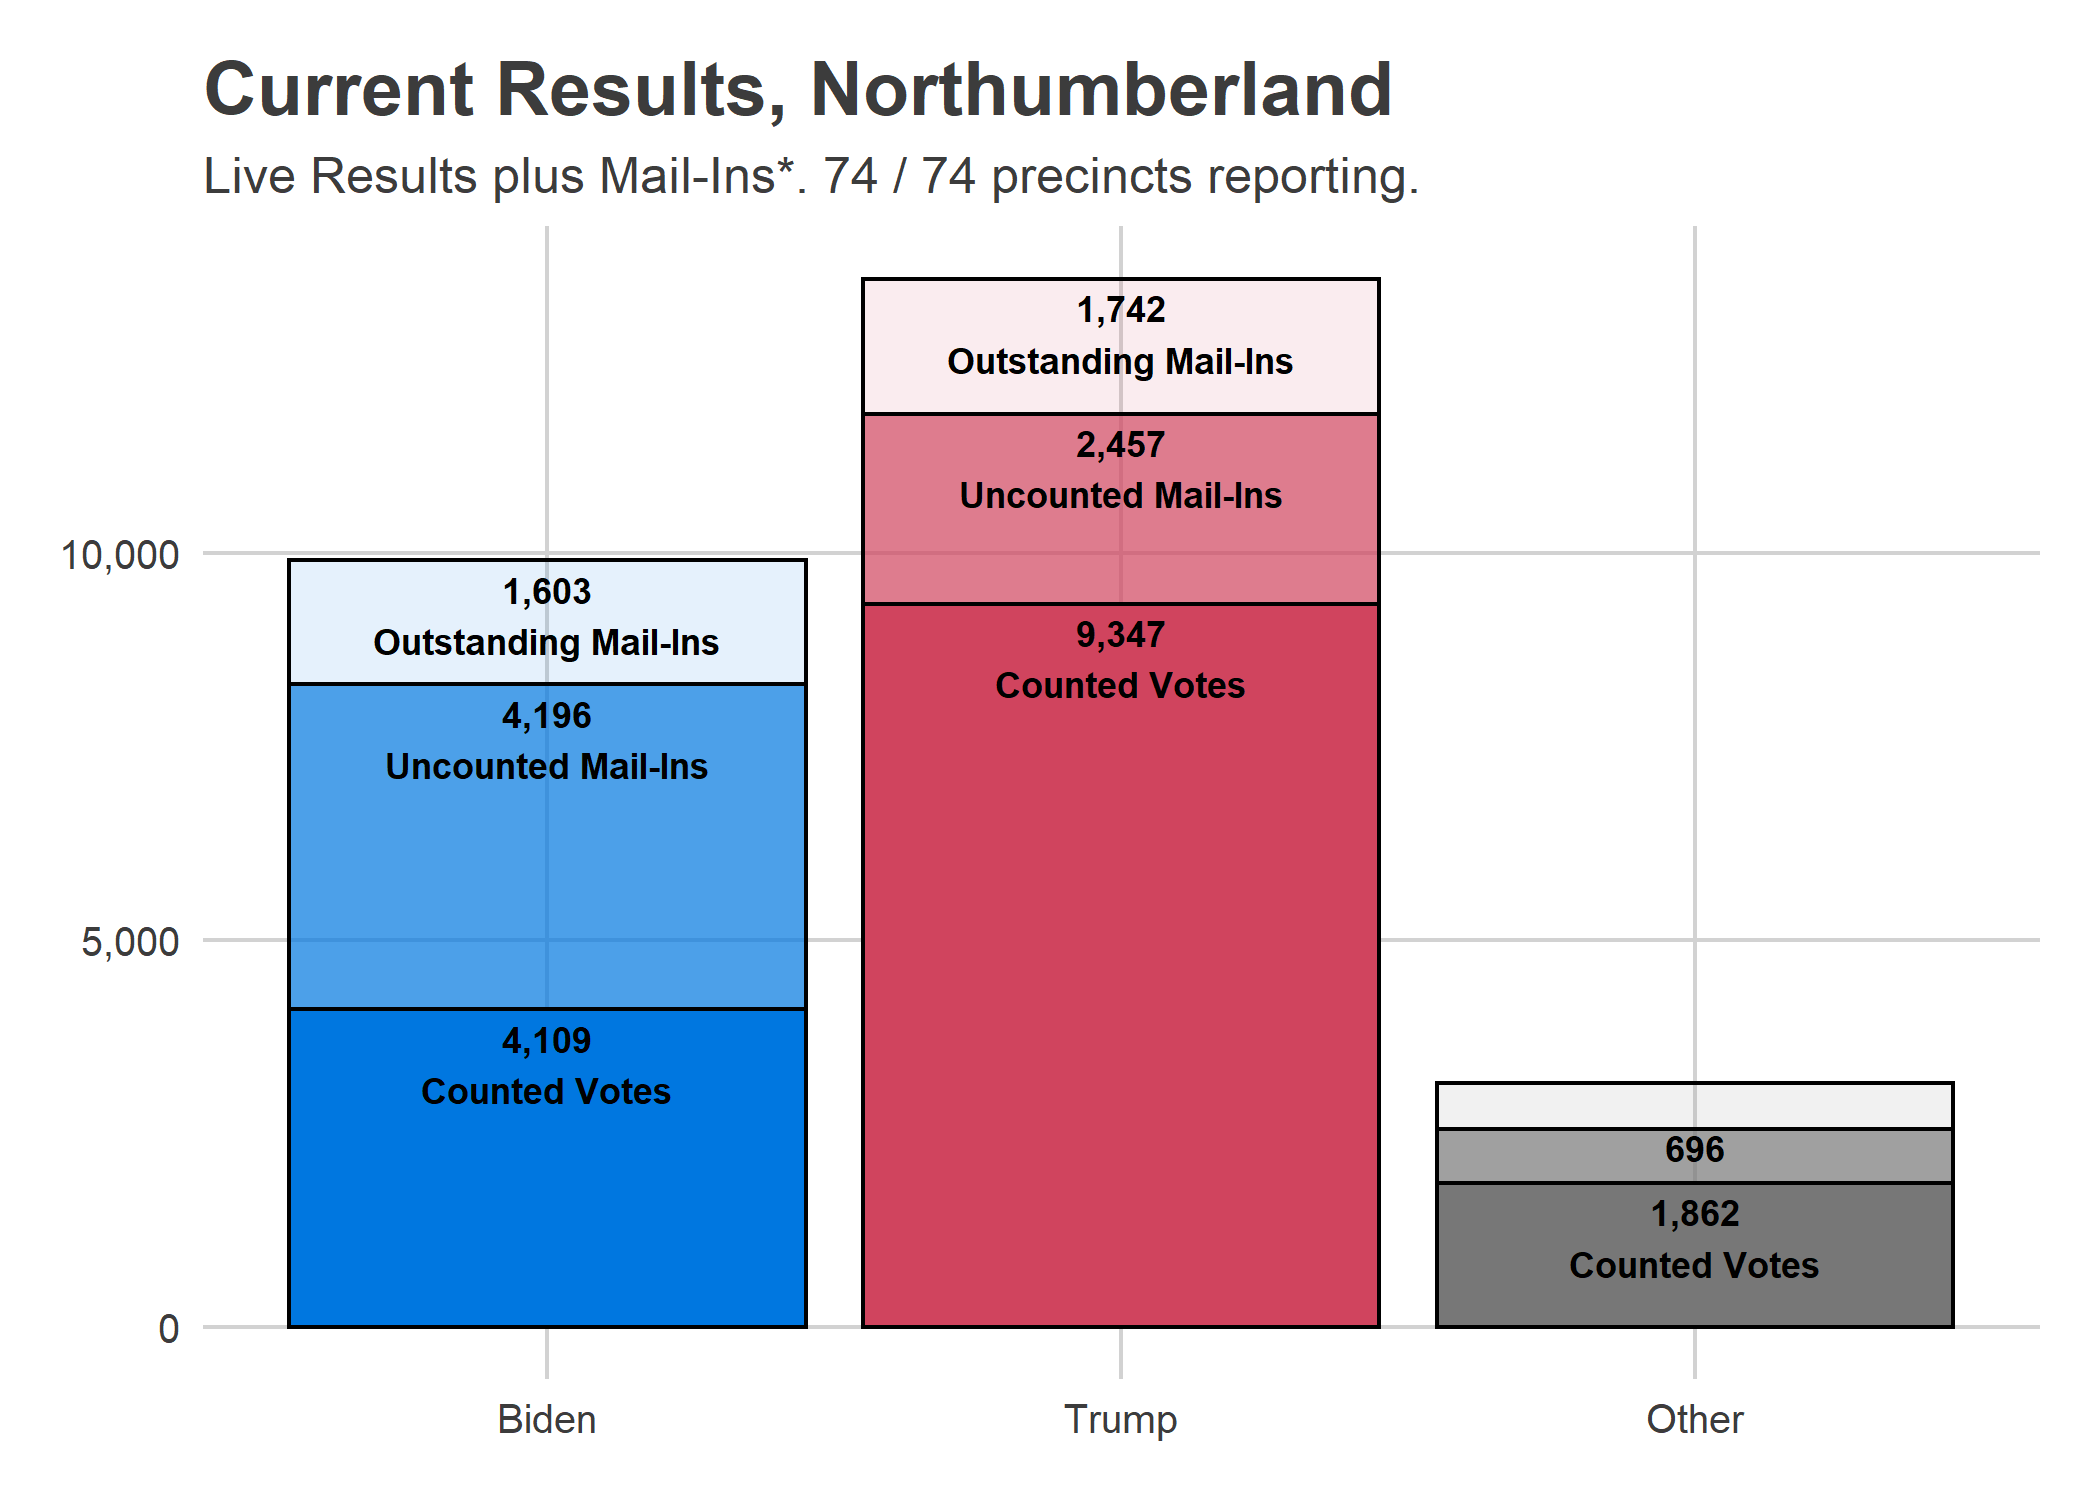 Current Results, Northumberland
Live Results plus Mail-Ins*. 74 / 74 precincts reporting.
1,742
Outstanding Mail-Ins
2,457
Uncounted Mail-Ins
10,000
1,603
Outstanding Mail-Ins
9,347
Counted Votes
4,196
Uncounted Mail-Ins
5,000
4,109
Counted Votes
696
1,862
Counted Votes
0
Biden
Trump
Other